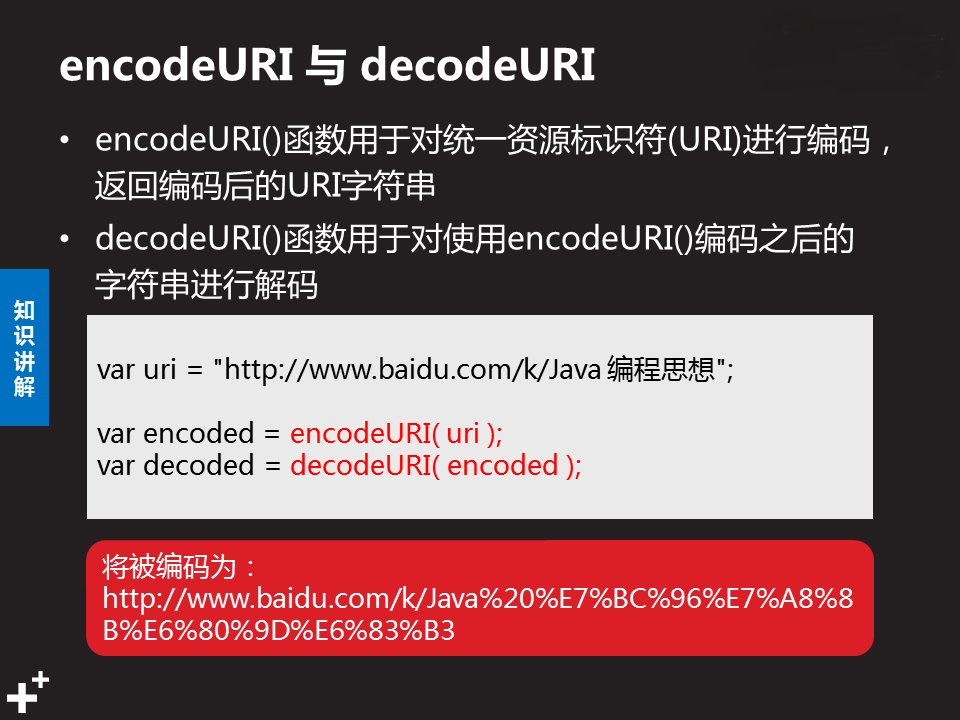 encodeURI 与 decodeURI
• encodeURI()函数用于对统一资源标识符(URI)进行编码，
返回编码后的URI字符串
• decodeURI()函数用于对使用encodeURI()编码之后的
字符串进行解码
知识讲解
var uri = "http://www.baidu.com/k/Java 编程思想";
var encoded = encodeURI( uri );
var decoded = decodeURI( encoded );
将被编码为：
http://www.baidu.com/k/Java%20%E7%BC%96%E7%A8%8
B%E6%80%9D%E6%83%B3